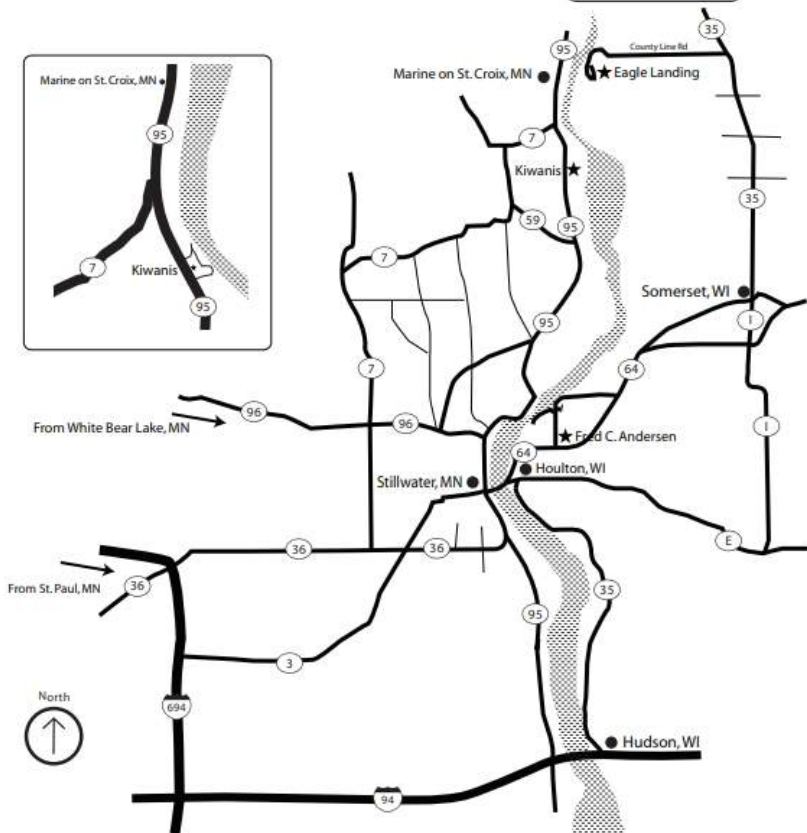 35
95
County Line Rd
Marine on St. Croix, MN
Eagle Landing
Marine on St. Croix, MN
95
7
Kiwanis
95
7
Kiwanis
59
95
35
7
Somerset, WI
I
95
64
7
96
96
From White Bear Lake, MN
I
Fred C. Andersen
64
Houlton, WI
Stillwater, MN
E
36
36
36
From St. Paul, MN
35
95
3
North
694
Hudson, WI
94